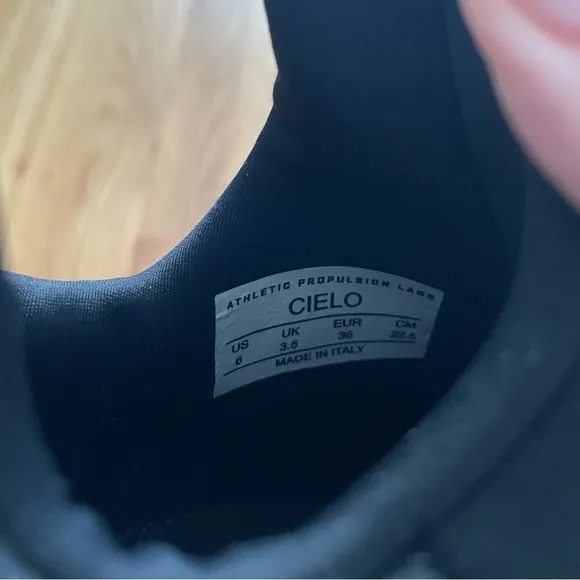 ATHLETIC PROPULSION LABS
CIELO
US UK EUR CM
6 3.5 36 22.5
MADE IN ITALY